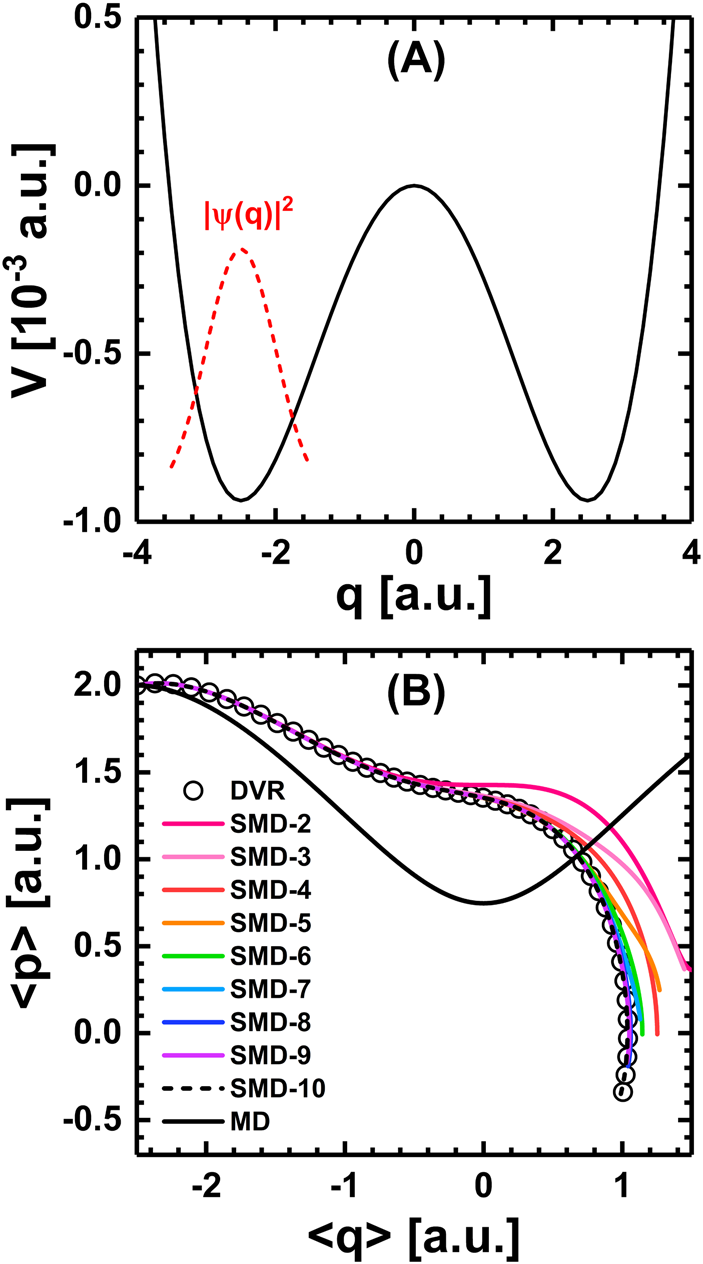 0.5
(A)
0.0
|ψ(q)|²
V [10⁻³ a.u.]
-0.5
-1.0
-4 -2 0 2 4
q [a.u.]
2.0
(B)
1.5
DVR
SMD-2
SMD-3
1.0
SMD-4
<p> [a.u.]
SMD-5
0.5
SMD-6
SMD-7
0.0
SMD-8
SMD-9
SMD-10
-0.5
MD
-2 -1 0 1
<q> [a.u.]